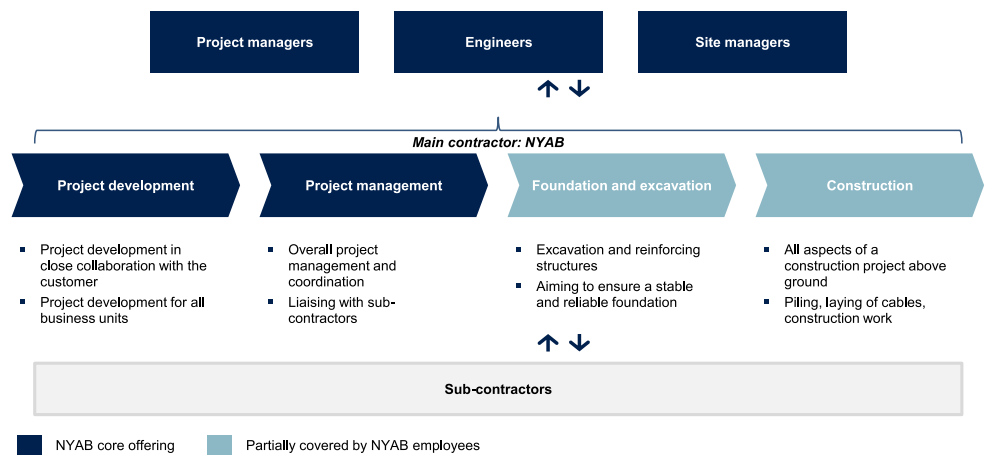 Project managers
Engineers
Site managers
Main contractor: NYAB
Project development
Project management
Foundation and excavation
Construction
Project development in
close collaboration with the
customer
Project development for all
business units
Overall project
management and
coordination
Liaising with sub-
contractors
Excavation and reinforcing
structures
Aiming to ensure a stable
and reliable foundation
All aspects of a
construction project above
ground
Piling, laying of cables,
construction work
Sub-contractors
NYAB core offering
Partially covered by NYAB employees